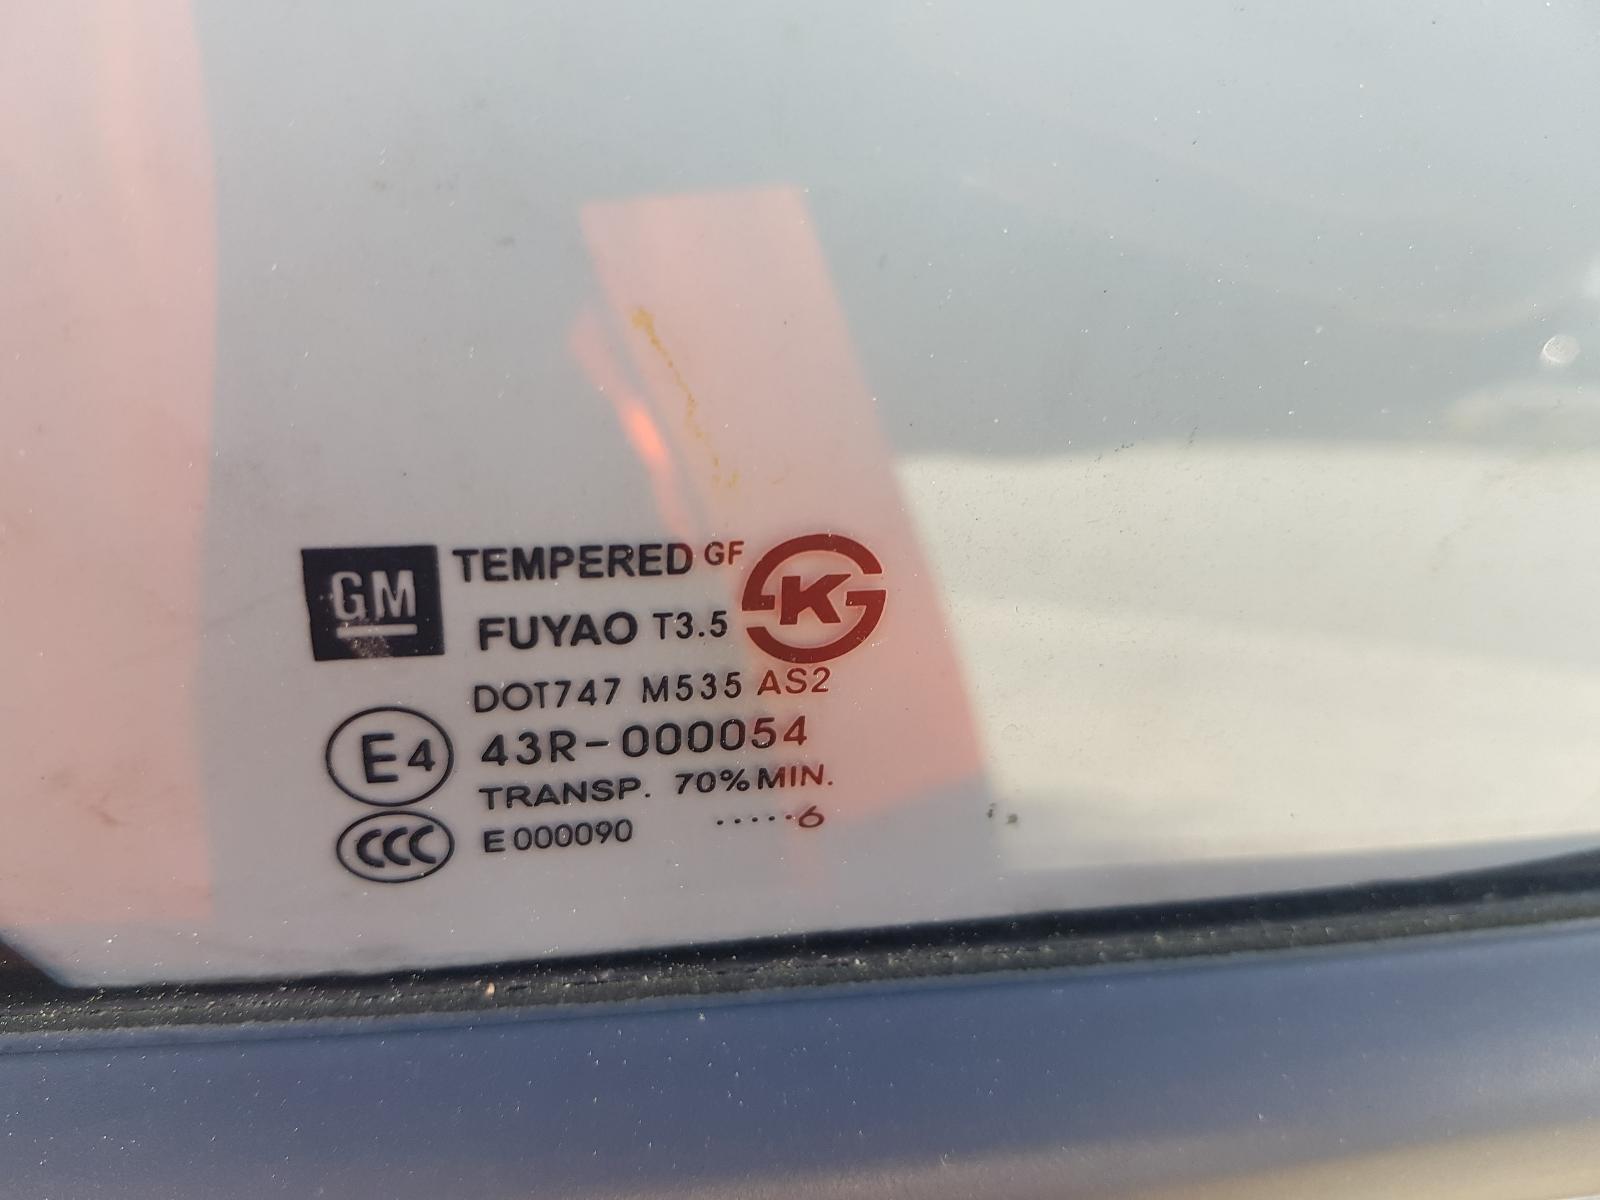 GM TEMPERED GF
FUYAO T3.5
K
DOT747 M535 AS2
E4 43R-000054
TRANSP. 70% MIN.
CCC E000090 .....6